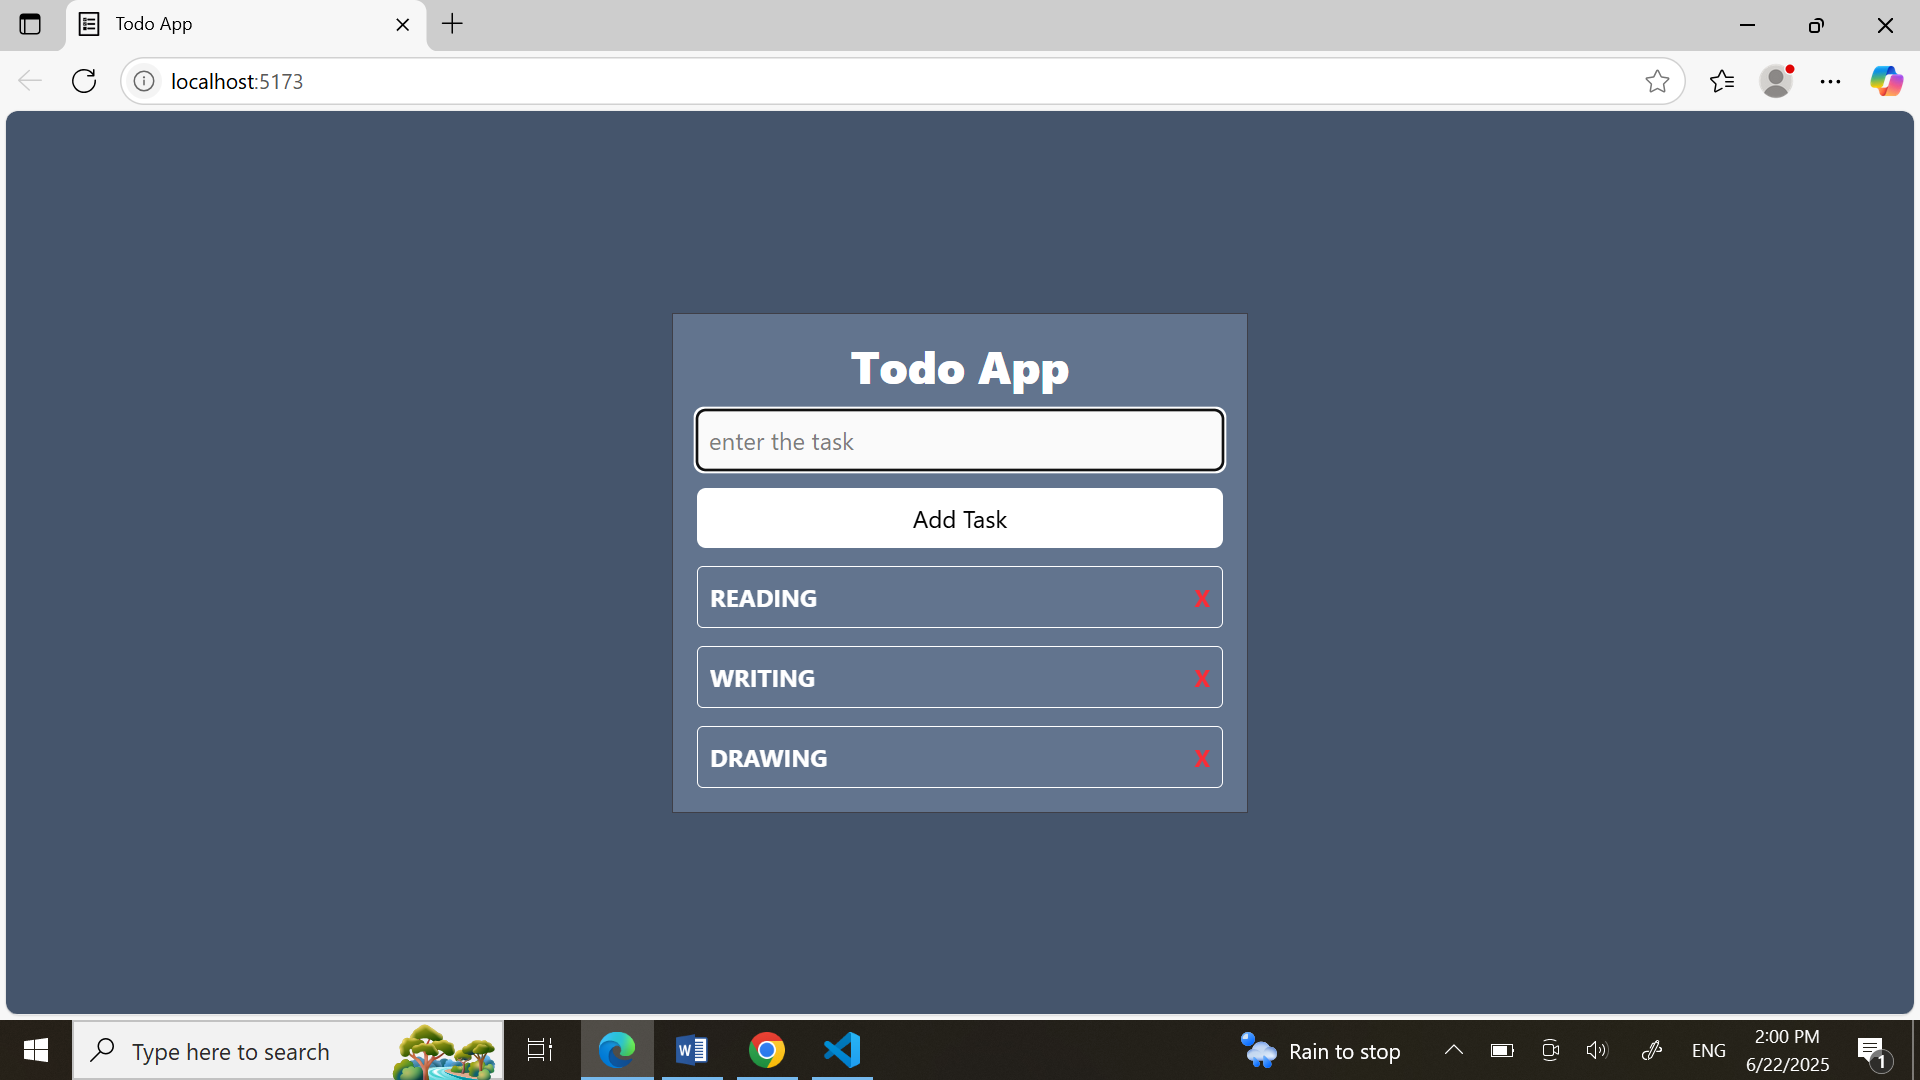 Todo App
localhost:5173
Todo App
enter the task
Add Task
READING X
WRITING X
DRAWING X
Type here to search
Rain to stop
ENG
2:00 PM
6/22/2025
1